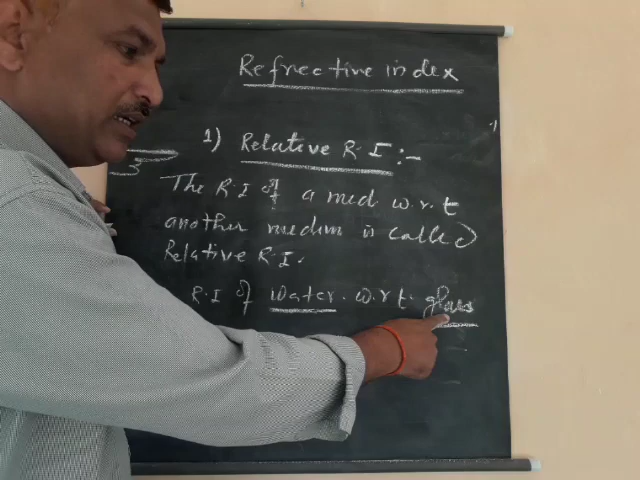 Refrective index
1) Relative R.I :-
The R.I of a med. w.r.t
another medium is called
Relative R.I.
R.I of water. w.r.t. glass